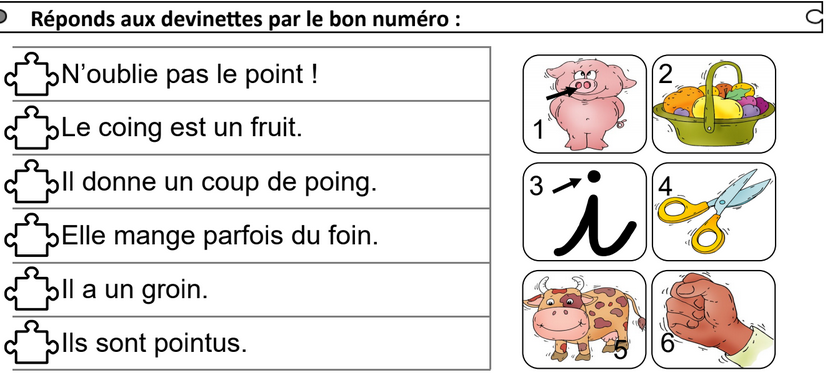 Réponds aux devinettes par le bon numéro :
N'oublie pas le point !
Le coing est un fruit.
Il donne un coup de poing.
Elle mange parfois du foin.
Il a un groin.
Ils sont pointus.
1
2
3
i
4
5
6